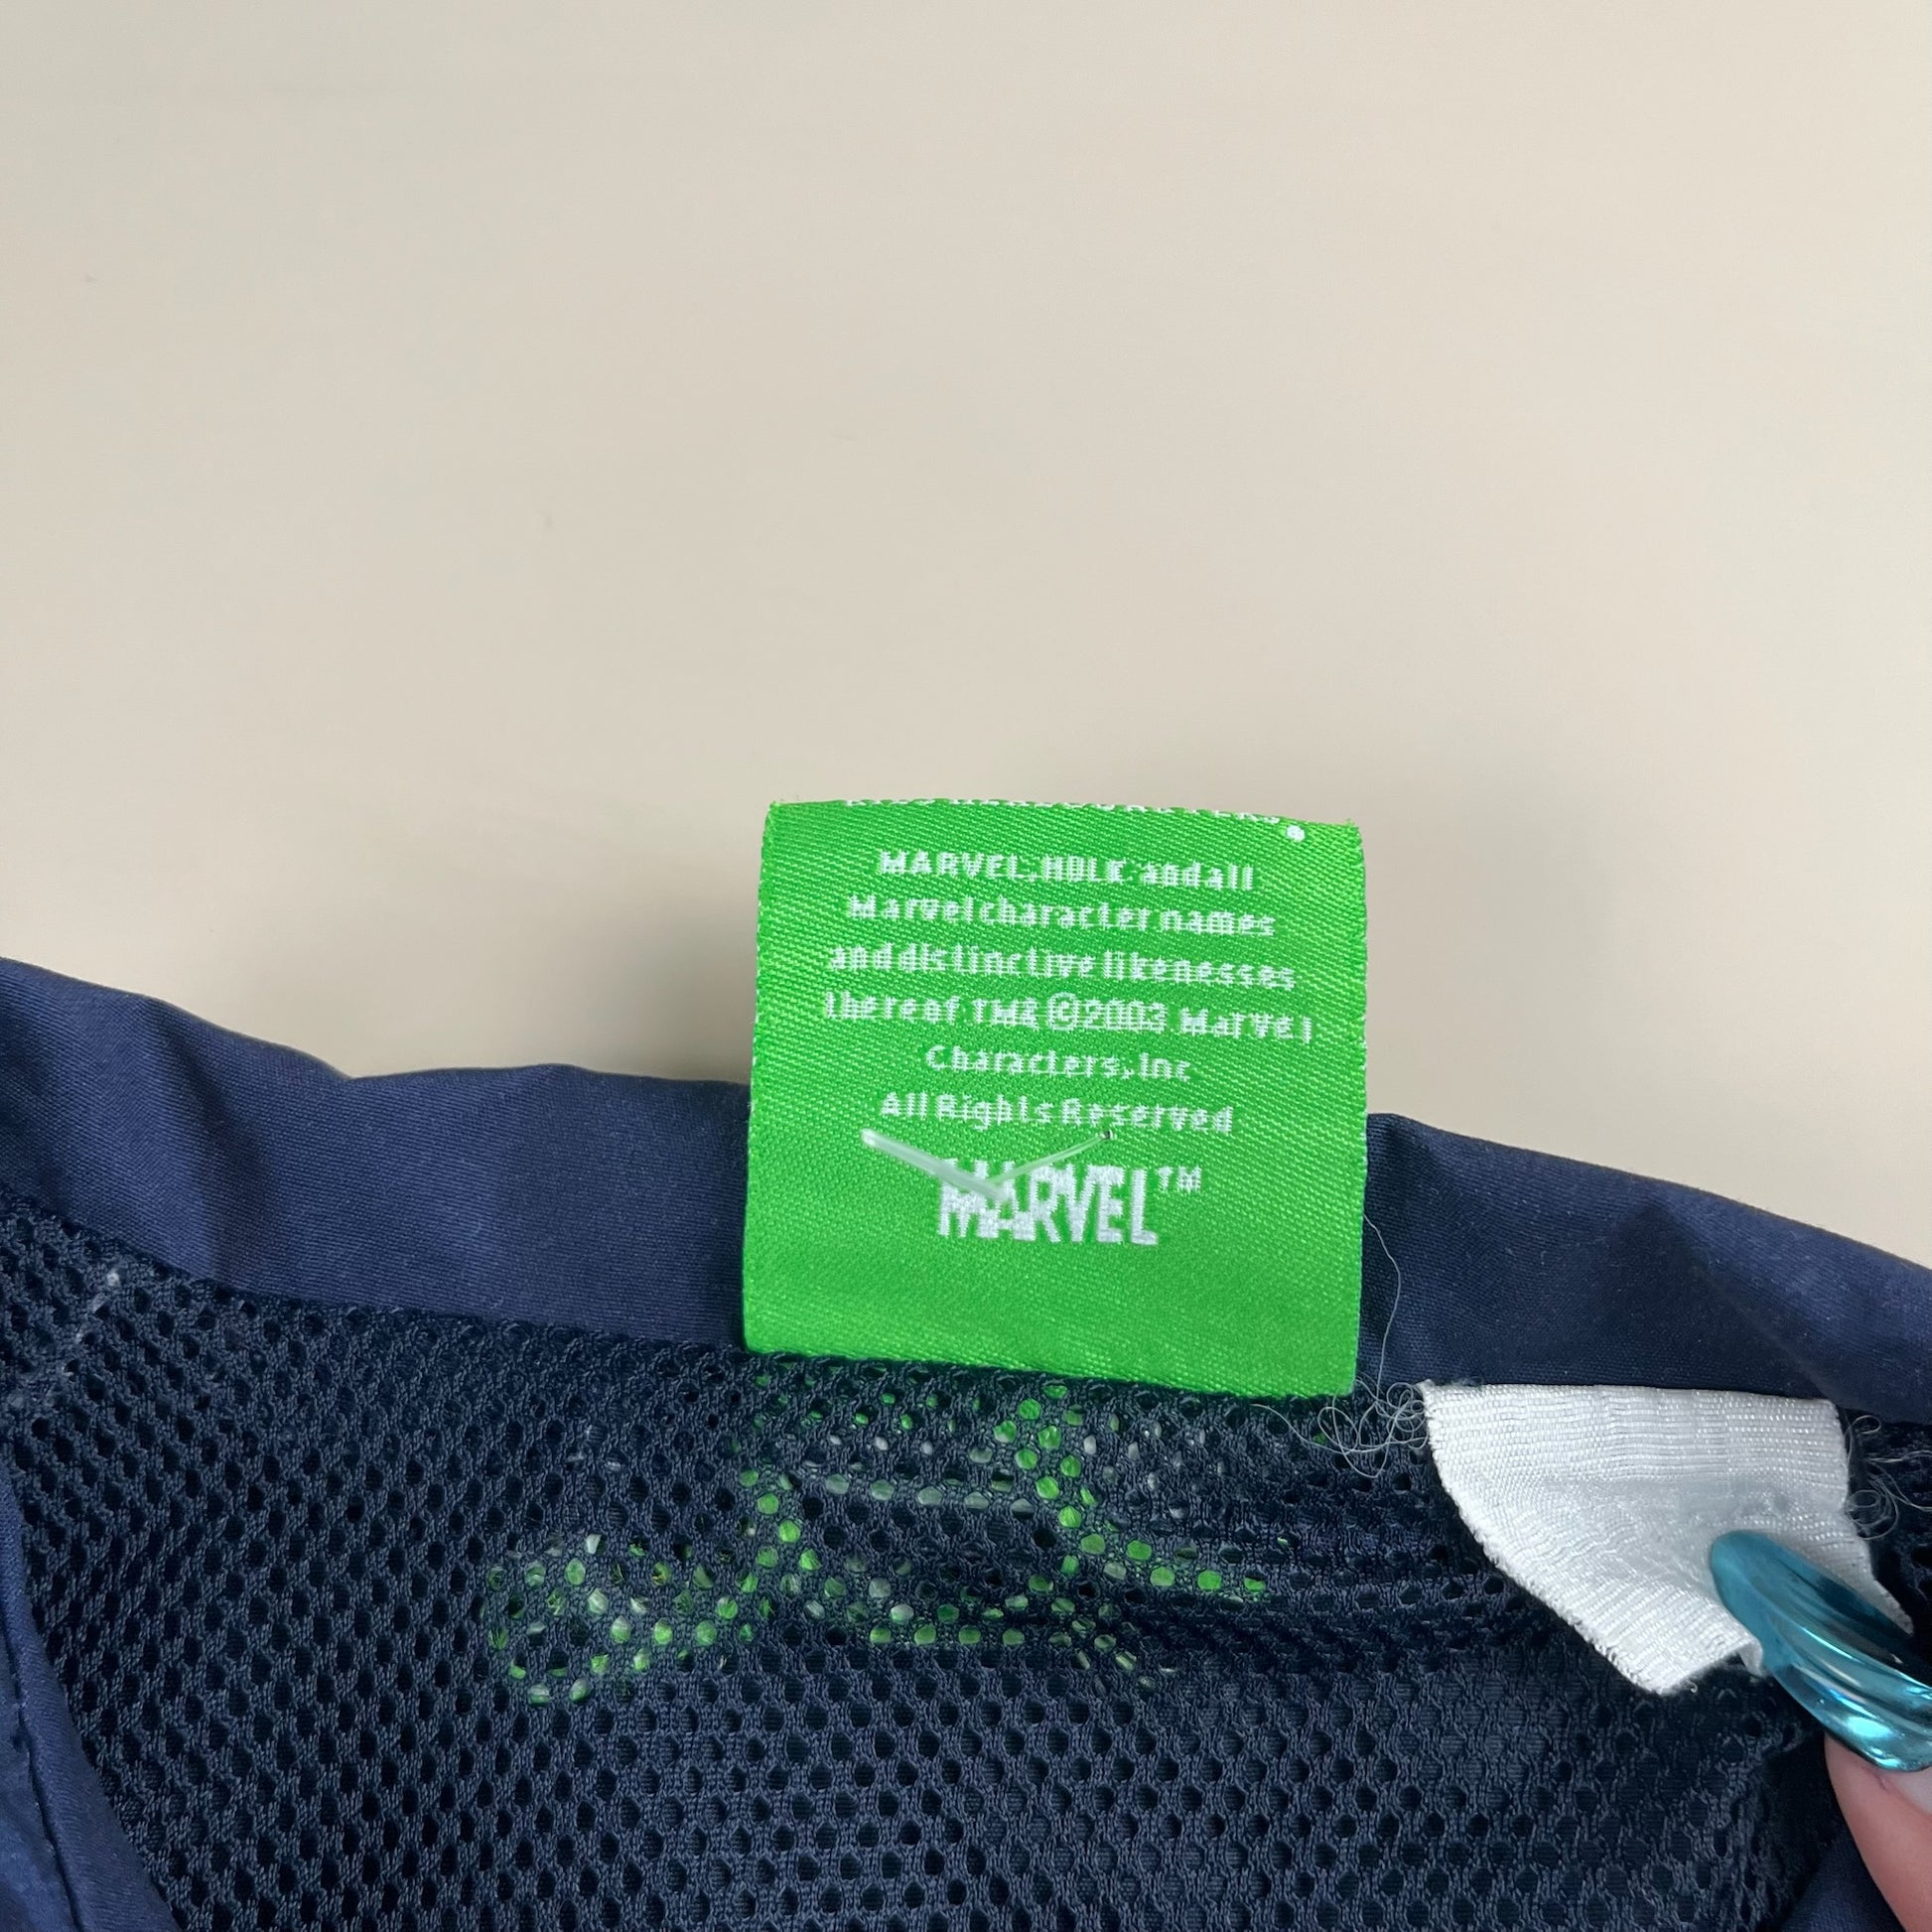 MARVEL, HULK and all
Marvel character names
and distinctive likenesses
thereof TM& ©2003 Marvel
Characters, Inc
All Rights Reserved
MARVEL™